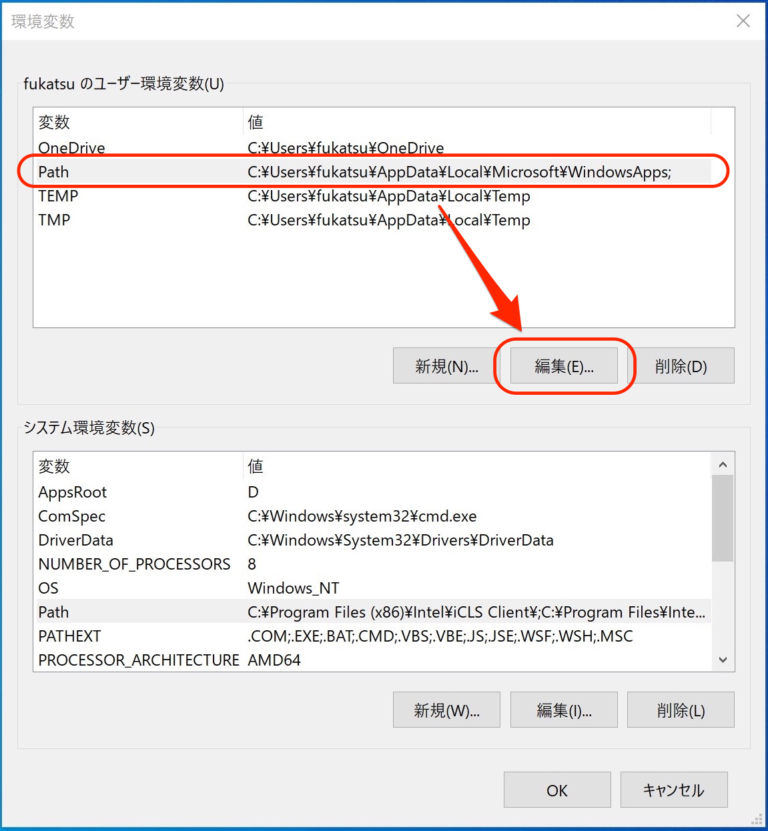 環境変数
fukatsu のユーザー環境変数(U)
変数 値
OneDrive C:¥Users¥fukatsu¥OneDrive
Path C:¥Users¥fukatsu¥AppData¥Local¥Microsoft¥WindowsApps;
TEMP C:¥Users¥fukatsu¥AppData¥Local¥Temp
TMP C:¥Users¥fukatsu¥AppData¥Local¥Temp
新規(N)... 編集(E)... 削除(D)
システム環境変数(S)
変数 値
AppsRoot D
ComSpec C:¥Windows¥system32¥cmd.exe
DriverData C:¥Windows¥System32¥Drivers¥DriverData
NUMBER_OF_PROCESSORS 8
OS Windows_NT
Path C:¥Program Files (x86)¥Intel¥iCLS Client¥;C:¥Program Files¥Inte...
PATHEXT .COM;.EXE;.BAT;.CMD;.VBS;.VBE;.JS;.JSE;.WSF;.WSH;.MSC
PROCESSOR_ARCHITECTURE AMD64
新規(W)... 編集(I)... 削除(L)
OK キャンセル